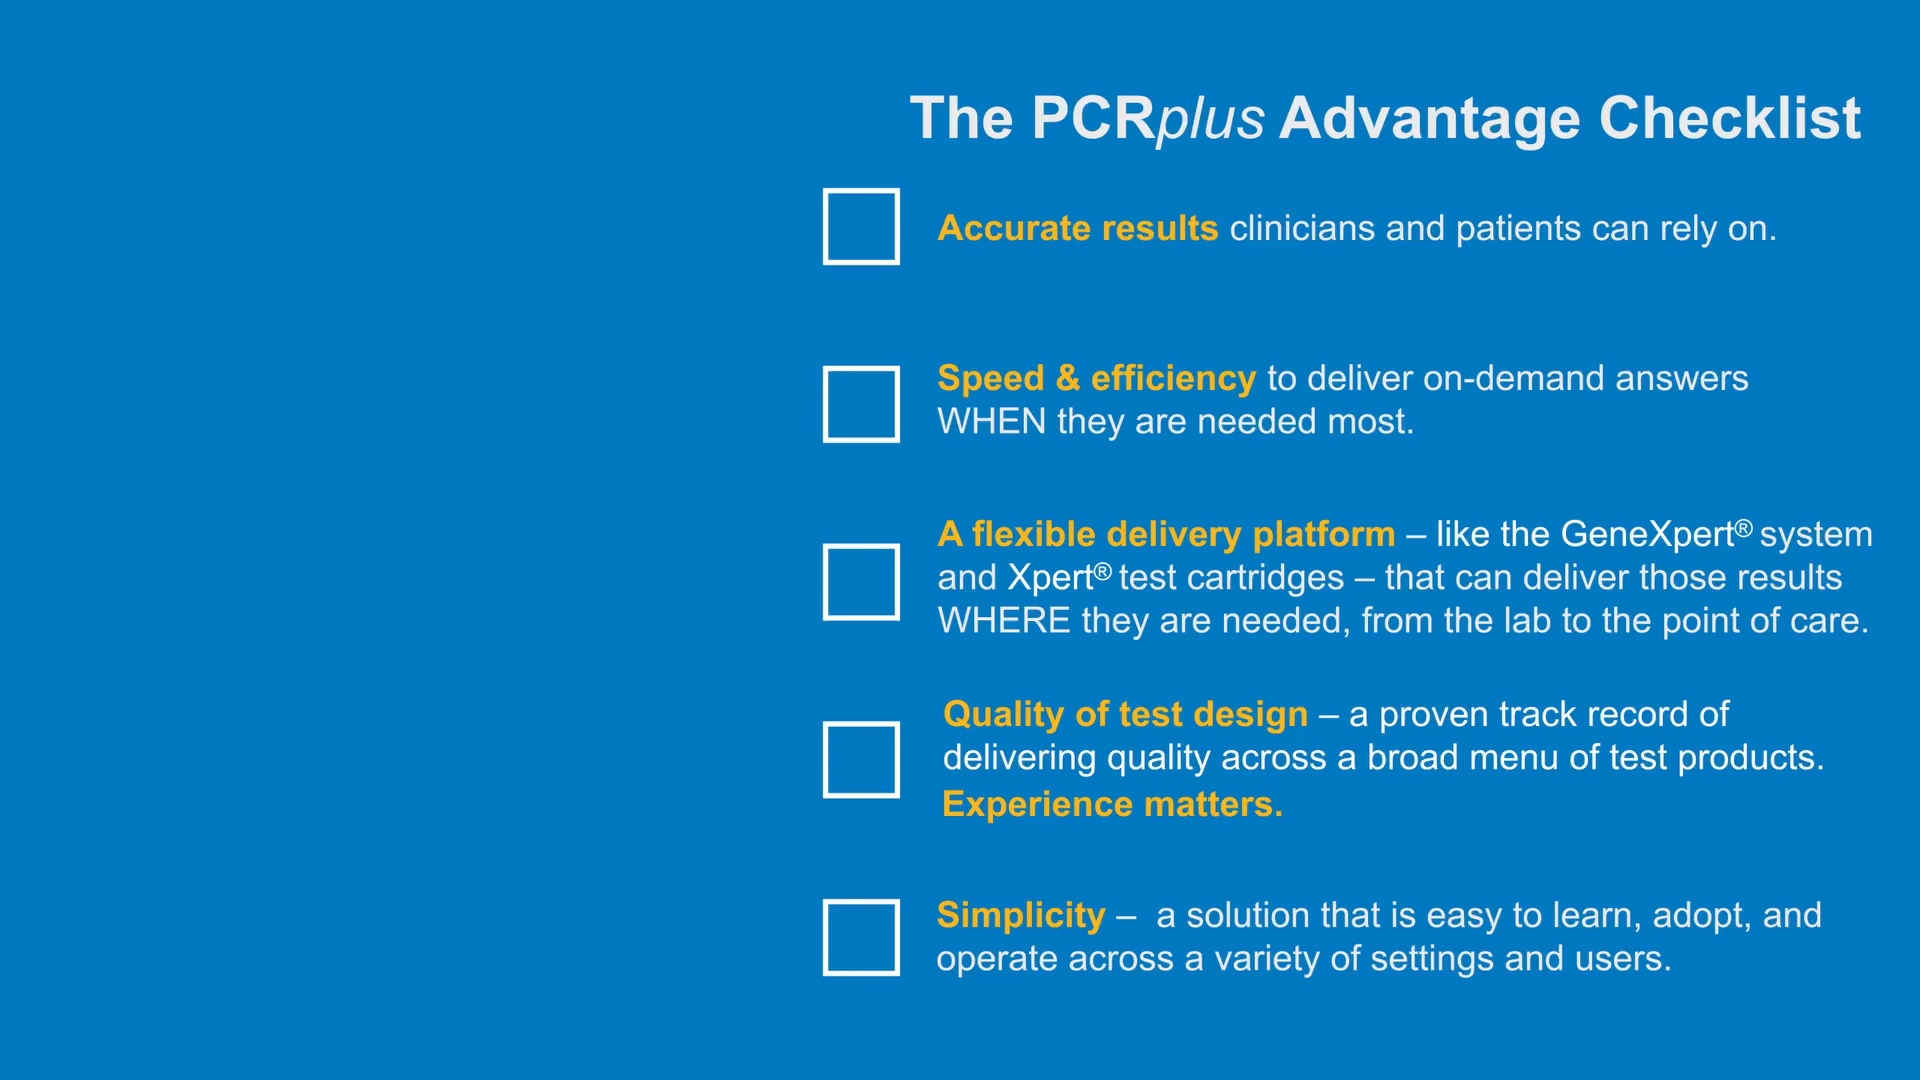 The PCRplus Advantage Checklist
Accurate results clinicians and patients can rely on.
Speed & efficiency to deliver on-demand answers
WHEN they are needed most.
A flexible delivery platform – like the GeneXpert® system
and Xpert® test cartridges – that can deliver those results
WHERE they are needed, from the lab to the point of care.
Quality of test design – a proven track record of
delivering quality across a broad menu of test products.
Experience matters.
Simplicity –  a solution that is easy to learn, adopt, and
operate across a variety of settings and users.